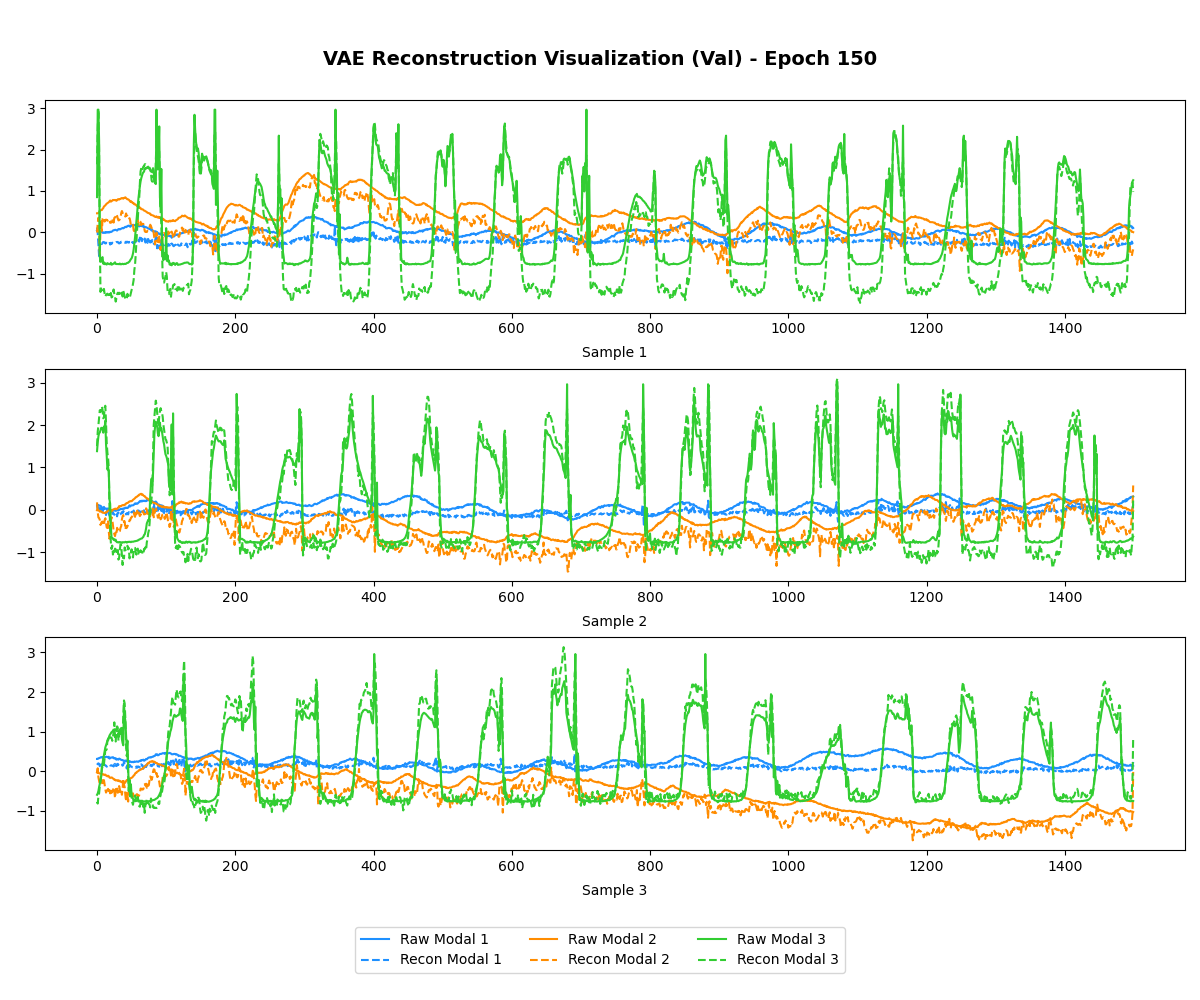 VAE Reconstruction Visualization (Val) - Epoch 150
3
2
1
0
−1
0 200 400 600 800 1000 1200 1400
Sample 1
3
2
1
0
−1
0 200 400 600 800 1000 1200 1400
Sample 2
3
2
1
0
−1
0 200 400 600 800 1000 1200 1400
Sample 3
Raw Modal 1 Raw Modal 2 Raw Modal 3
Recon Modal 1 Recon Modal 2 Recon Modal 3